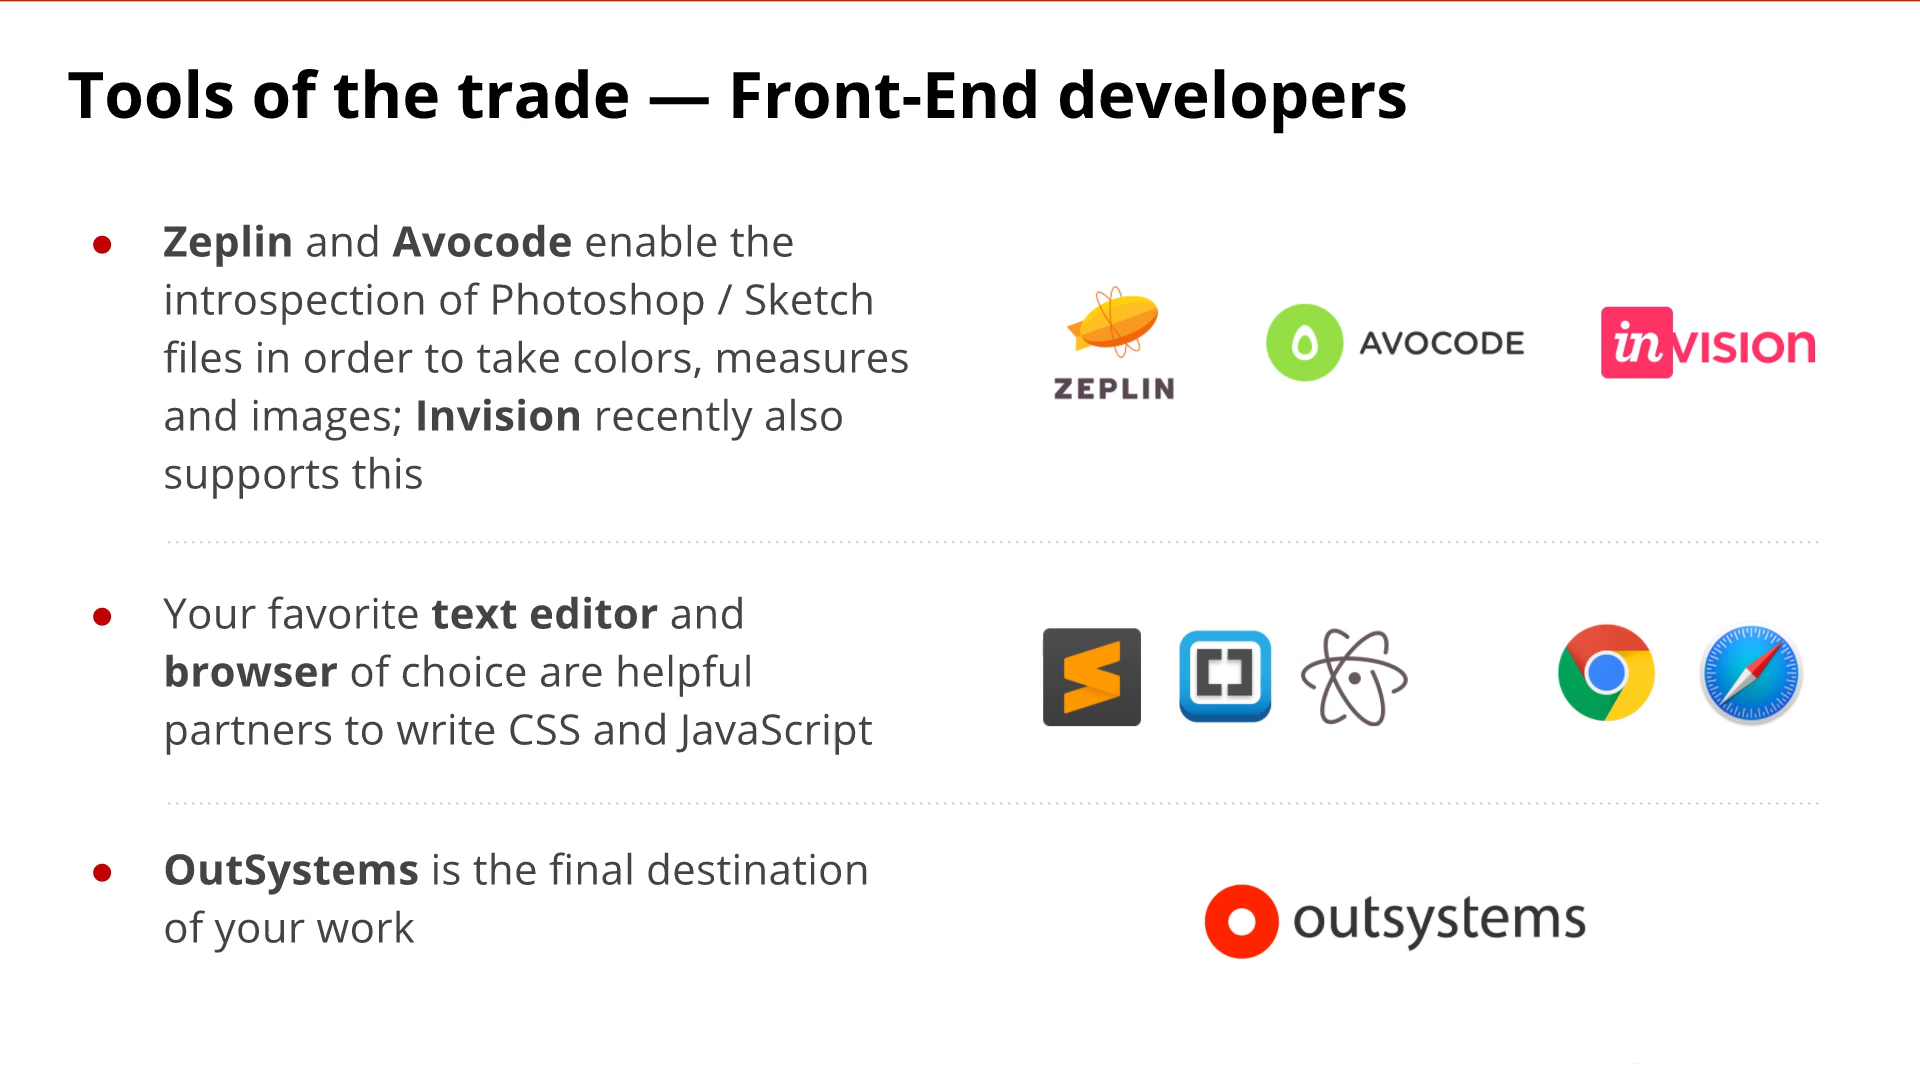 Tools of the trade — Front-End developers
● Zeplin and Avocode enable the
introspection of Photoshop / Sketch
files in order to take colors, measures
and images; Invision recently also
supports this
ZEPLIN
AVOCODE
inVISION
● Your favorite text editor and
browser of choice are helpful
partners to write CSS and JavaScript
● OutSystems is the final destination
of your work
outsystems